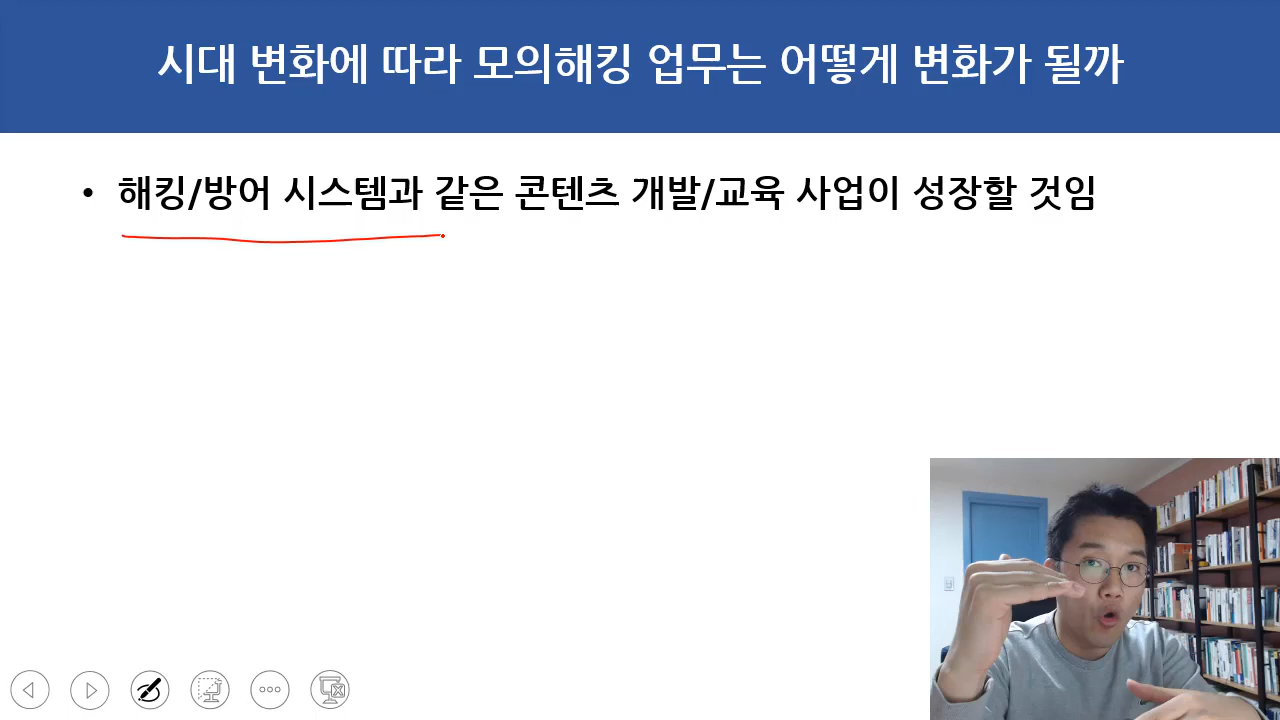 시대 변화에 따라 모의해킹 업무는 어떻게 변화가 될까
• 해킹/방어 시스템과 같은 콘텐츠 개발/교육 사업이 성장할 것임